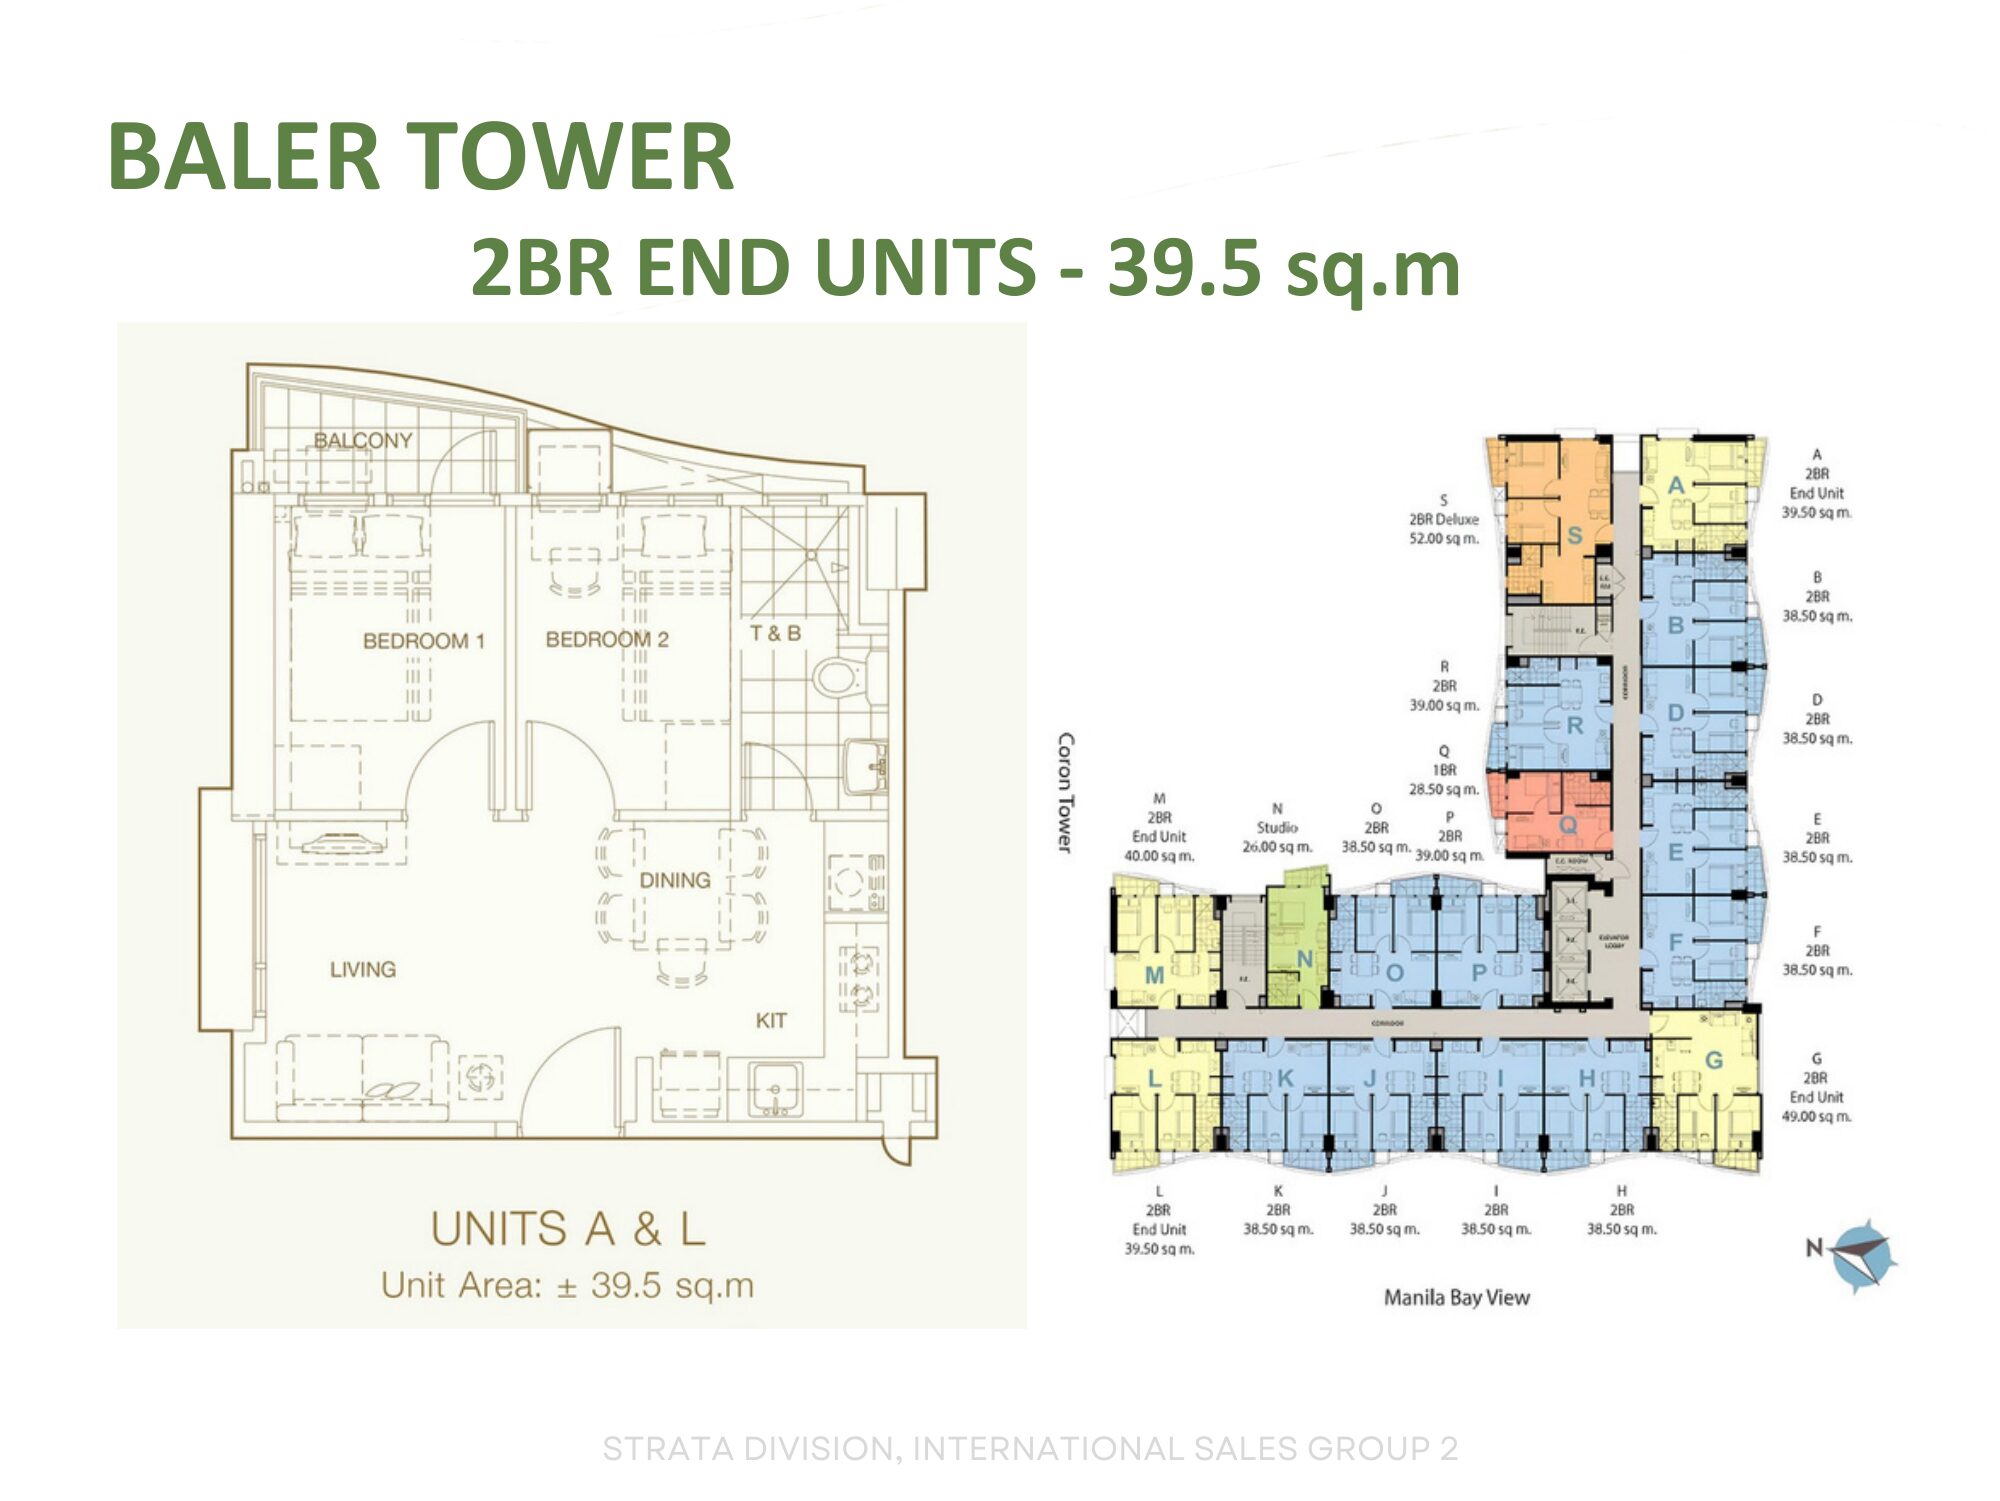 BALER TOWER
2BR END UNITS - 39.5 sq.m
BALCONY
BEDROOM 1
BEDROOM 2
T & B
DINING
LIVING
KIT
UNITS A & L
Unit Area: ± 39.5 sq.m
Coron Tower
S
2BR Deluxe
52.00 sq m.
R
2BR
39.00 sq m.
Q
1BR
28.50 sq m.
M
2BR
End Unit
40.00 sq m.
N
Studio
26.00 sq m.
O
2BR
38.50 sq m.
P
2BR
39.00 sq m.
A
2BR
End Unit
39.50 sq m.
B
2BR
38.50 sq m.
D
2BR
38.50 sq m.
E
2BR
38.50 sq m.
F
2BR
38.50 sq m.
G
2BR
End Unit
49.00 sq m.
L
2BR
End Unit
39.50 sq m.
K
2BR
38.50 sq m.
J
2BR
38.50 sq m.
I
2BR
38.50 sq m.
H
2BR
38.50 sq m.
S
A
B
R
D
Q
E
F
M
N
O
P
G
L
K
J
I
H
CORRIDOR
ELEVATOR
LOBBY
CORRIDOR
Manila Bay View
N
STRATA DIVISION, INTERNATIONAL SALES GROUP 2